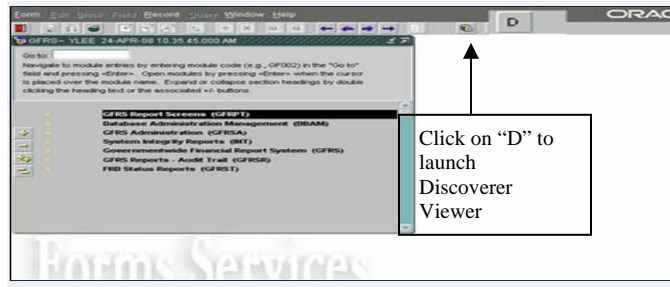 Form Edit Block Field Record Query Window Help
D
ORAC
GFRS - YLEE 24-APR-08 10.35.45.000 AM
Go to:
Navigate to module entries by entering module code (e.g., GF002) in the "Go to"
field and pressing <Enter>. Open modules by pressing <Enter> when the cursor
is placed over the module name. Expand or collapse section headings by double
clicking the heading text or the associated +/- buttons.
GFRS Report Screens (GFRPT)
Database Administration Management (DBAM)
GFRS Administration (GFRSA)
System Integrity Reports (INT)
Governmentwide Financial Report System (GFRS)
GFRS Reports - Audit Trail (GFRSR)
FRB Status Reports (GFRST)
Click on “D” to
launch
Discoverer
Viewer
Forms Services